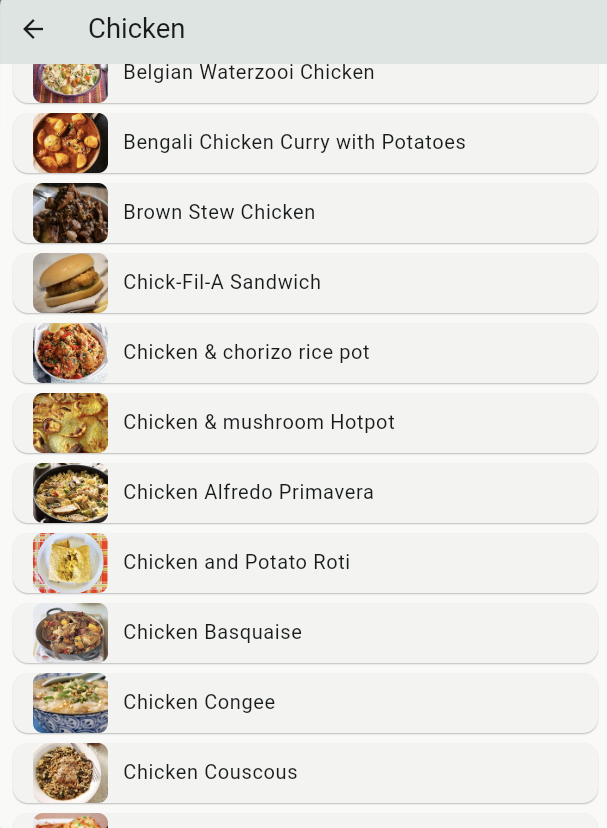 Chicken
Belgian Waterzooi Chicken
Bengali Chicken Curry with Potatoes
Brown Stew Chicken
Chick-Fil-A Sandwich
Chicken & chorizo rice pot
Chicken & mushroom Hotpot
Chicken Alfredo Primavera
Chicken and Potato Roti
Chicken Basquaise
Chicken Congee
Chicken Couscous